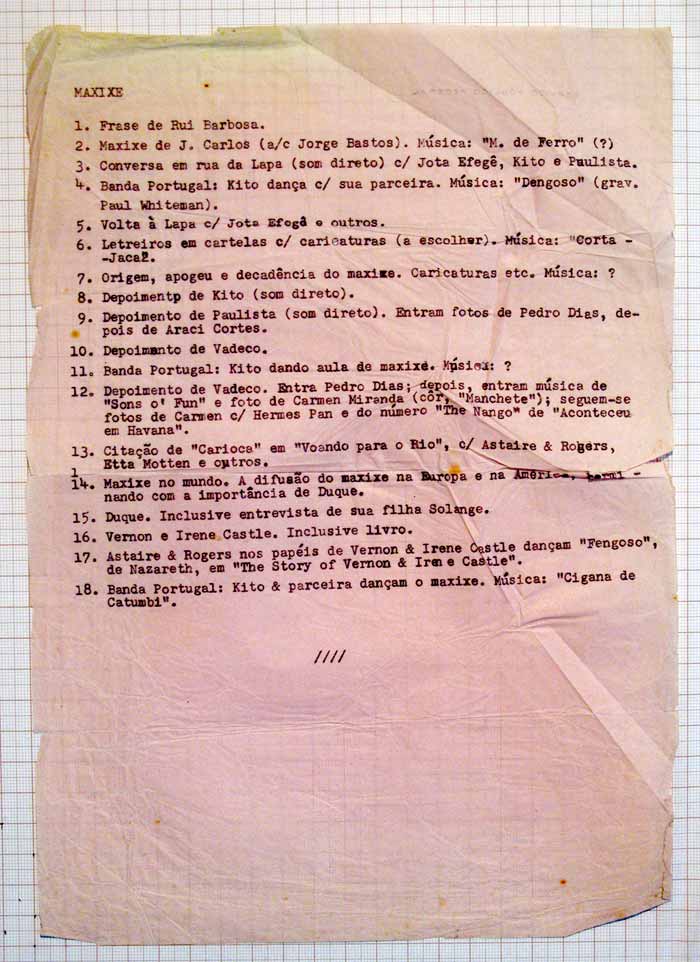 MAXIXE
1. Frase de Rui Barbosa.
2. Maxixe de J. Carlos (a/c Jorge Bastos). Música: "M. de Ferro" (?)
3. Conversa em rua da Lapa (som direto) c/ Jota Efegê, Kito e Paulista.
4. Banda Portugal: Kito dança c/ sua parceira. Música: "Dengoso" (grav.
Paul Whiteman).
5. Volta à Lapa c/ Jota Efegê e outros.
6. Letreiros em cartelas c/ caricaturas (a escolher). Música: "Corta -
-Jaca".
7. Origem, apogeu e decadência do maxixe. Caricaturas etc. Música: ?
8. Depoimentp de Kito (som direto).
9. Depoimento de Paulista (som direto). Entram fotos de Pedro Dias, de-
pois de Araci Cortes.
10. Depoimento de Vadeco.
11. Banda Portugal: Kito dando aula de maxixe. Música: ?
12. Depoimento de Vadeco. Entra Pedro Dias; depois, entram música de
"Sons o' Fun" e foto de Carmen Miranda (côr, "Manchete"); seguem-se
fotos de Carmen c/ Hermes Pan e do número "The Nango" de "Aconteceu
em Havana".
13. Citação de "Carioca" em "Voando para o Rio", c/ Astaire & Rogers,
Etta Motten e outros.
14. Maxixe no mundo. A difusão do maxixe na Europa e na América, termi -
nando com a importância de Duque.
15. Duque. Inclusive entrevista de sua filha Solange.
16. Vernon e Irene Castle. Inclusive livro.
17. Astaire & Rogers nos papéis de Vernon & Irene Castle dançam "Fengoso",
de Nazareth, em "The Story of Vernon & Irene Castle".
18. Banda Portugal: Kito & parceira dançam o maxixe. Música: "Cigana de
Catumbi".
////